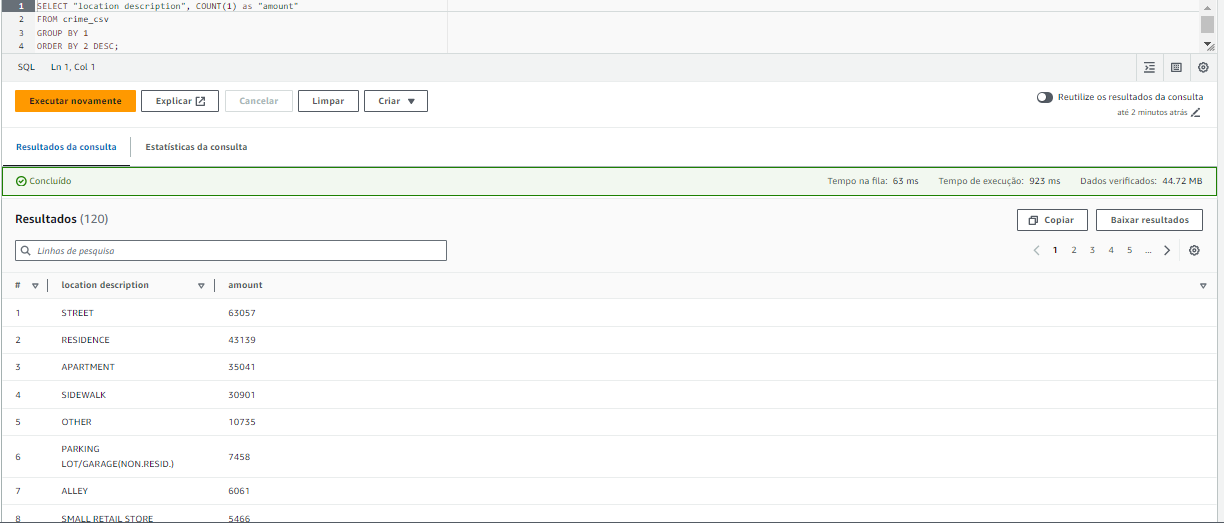 1 SELECT "location description", COUNT(1) as "amount"
2 FROM crime_csv
3 GROUP BY 1
4 ORDER BY 2 DESC;
SQL Ln 1, Col 1
Executar novamente Explicar Cancelar Limpar Criar
Reutilize os resultados da consulta
até 2 minutos atrás
Resultados da consulta Estatísticas da consulta
Concluído Tempo na fila: 63 ms Tempo de execução: 923 ms Dados verificados: 44.72 MB
Resultados (120) Copiar Baixar resultados
Linhas de pesquisa 1 2 3 4 5 ...
# location description amount
1 STREET 63057
2 RESIDENCE 43139
3 APARTMENT 35041
4 SIDEWALK 30901
5 OTHER 10735
6 PARKING
LOT/GARAGE(NON.RESID.) 7458
7 ALLEY 6061
8 SMALL RETAIL STORE 5466